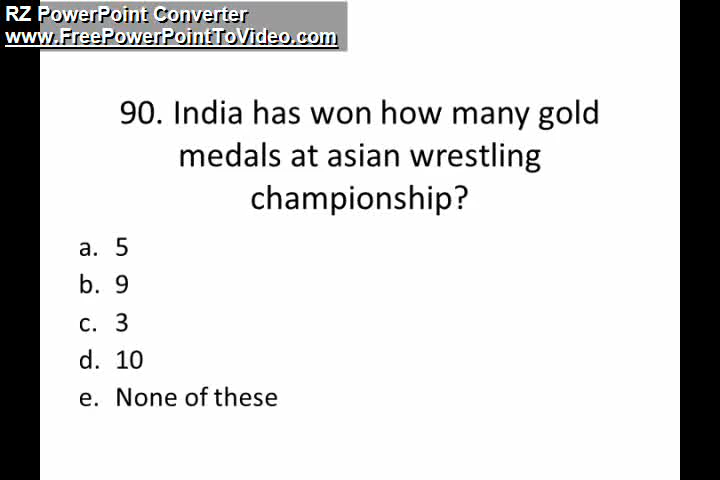 RZ PowerPoint Converter
www.FreePowerPointToVideo.com
90. India has won how many gold
medals at asian wrestling
championship?
a. 5
b. 9
c. 3
d. 10
e. None of these